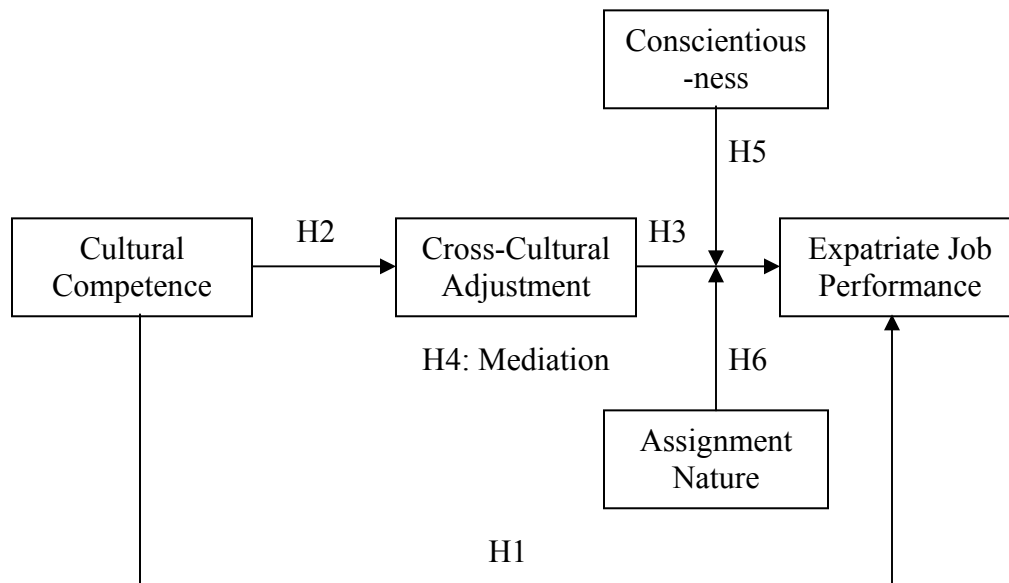 Conscientious
-ness
H5
Cultural
Competence
H2
Cross-Cultural
Adjustment
H3
Expatriate Job
Performance
H4: Mediation
H6
Assignment
Nature
H1